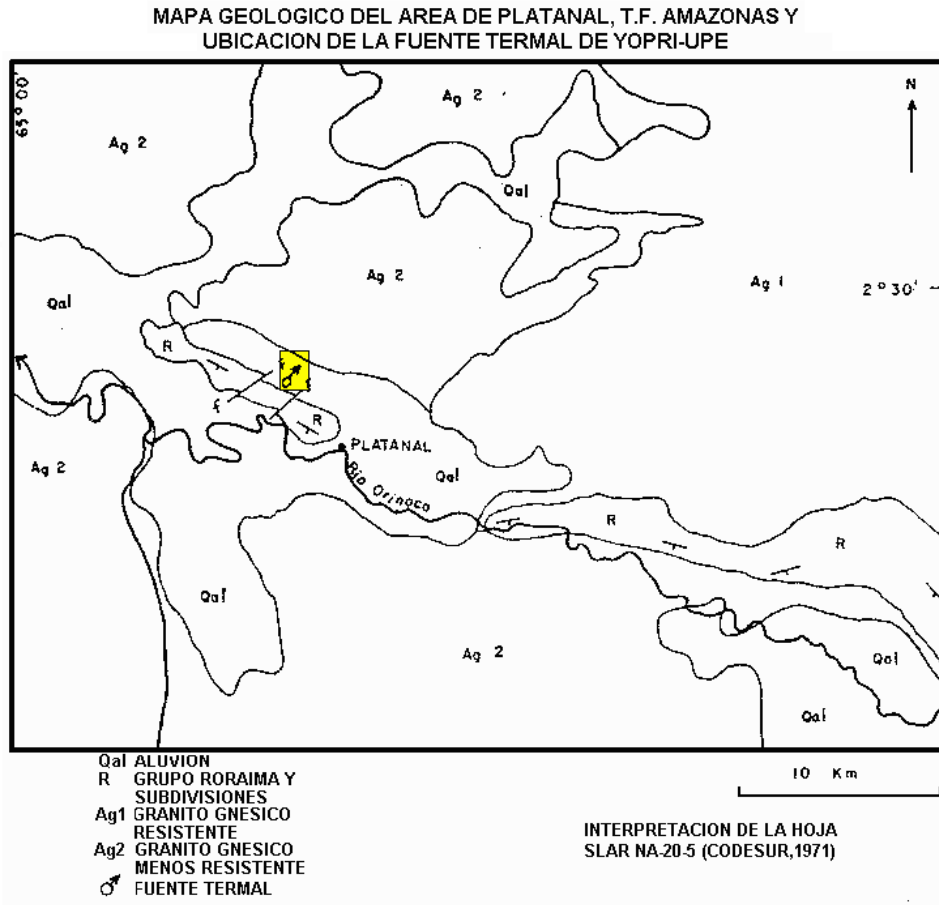 MAPA GEOLOGICO DEL AREA DE PLATANAL, T.F. AMAZONAS Y
UBICACION DE LA FUENTE TERMAL DE YOPRI-UPE
65° 00'
Ag 2
Ag 2
N
Qal
Ag 2
Ag 1
2° 30'
Qal
R
f
f
f
R
PLATANAL
Ag 2
Qal
Río Orinoco
R
R
Qal
Ag 2
Qal
Qal
Qal ALUVION
R GRUPO RORAIMA Y
SUBDIVISIONES
Ag1 GRANITO GNESICO
RESISTENTE
Ag2 GRANITO GNESICO
MENOS RESISTENTE
FUENTE TERMAL
10 Km
INTERPRETACION DE LA HOJA
SLAR NA-20-5 (CODESUR,1971)